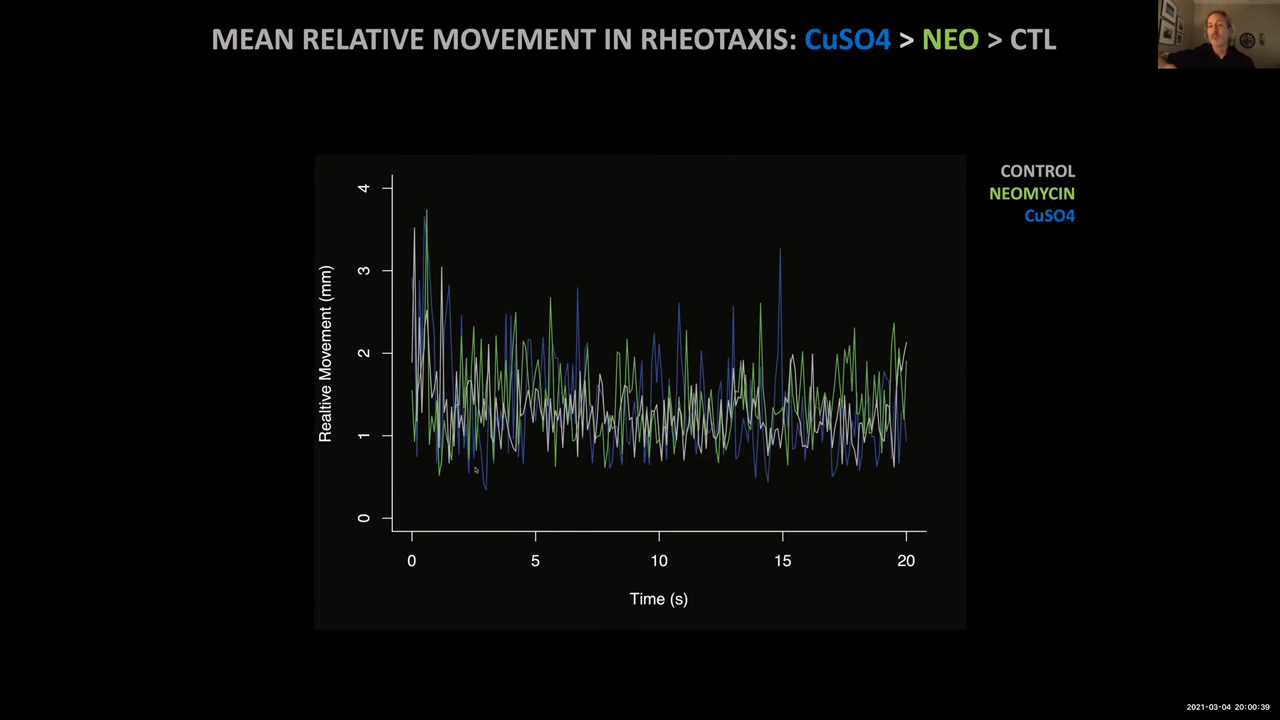 MEAN RELATIVE MOVEMENT IN RHEOTAXIS: CuSO4 > NEO > CTL
CONTROL
NEOMYCIN
CuSO4
4
3
2
1
0
Realtive Movement (mm)
0 5 10 15 20
Time (s)
2021-03-04 20:00:39